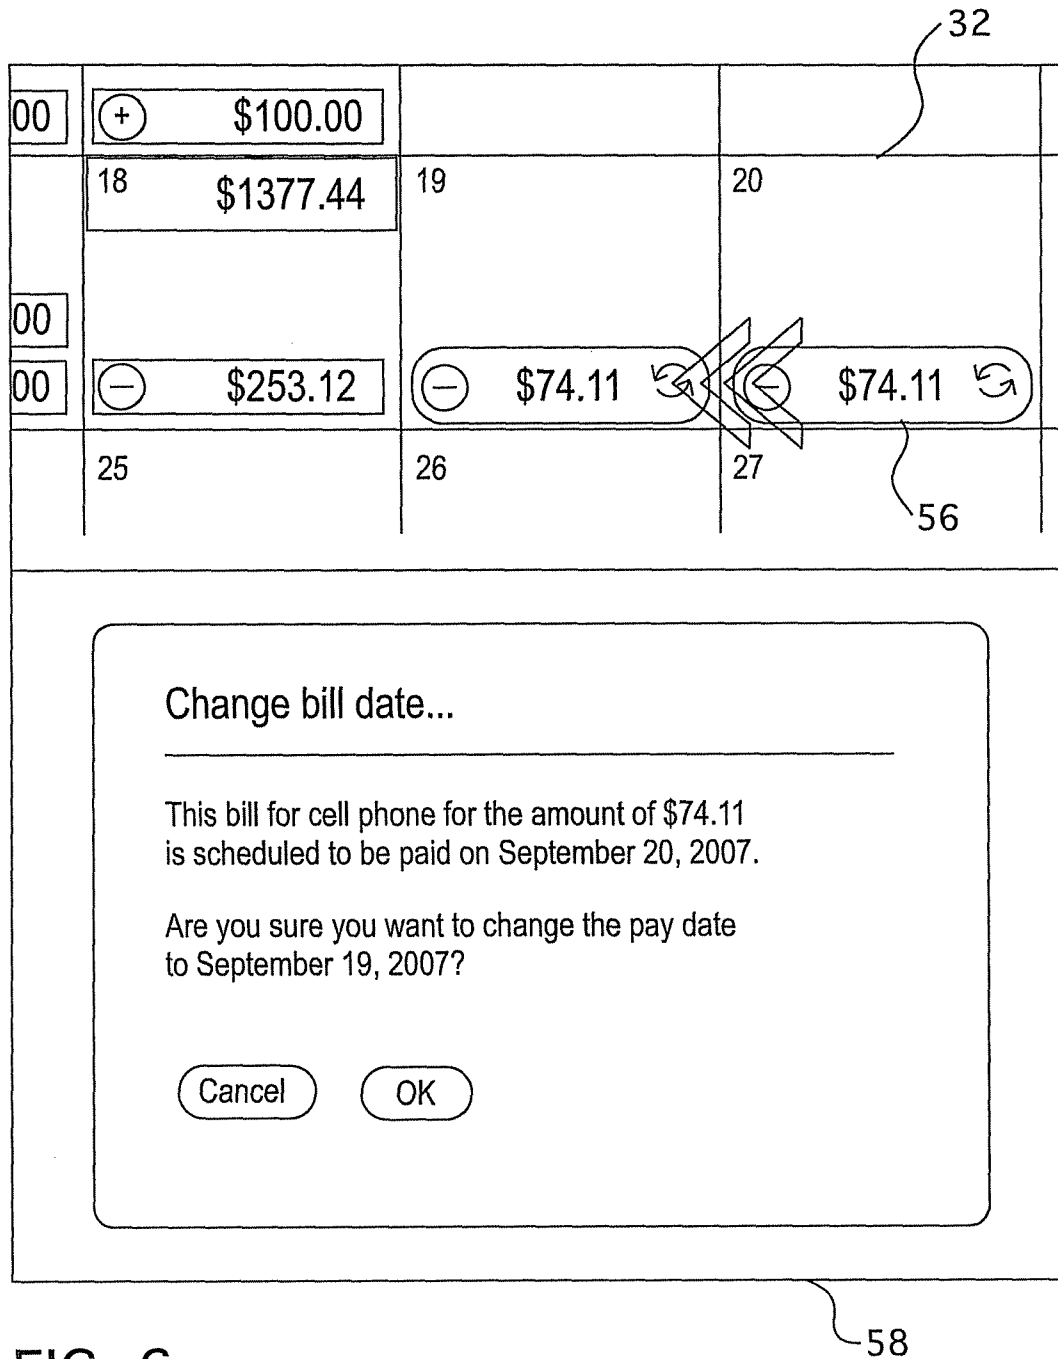 32
00 + $100.00
18 $1377.44 19 20
00
00 − $253.12 − $74.11 − $74.11
25 26 27
56
Change bill date...
This bill for cell phone for the amount of $74.11
is scheduled to be paid on September 20, 2007.
Are you sure you want to change the pay date
to September 19, 2007?
Cancel OK
58